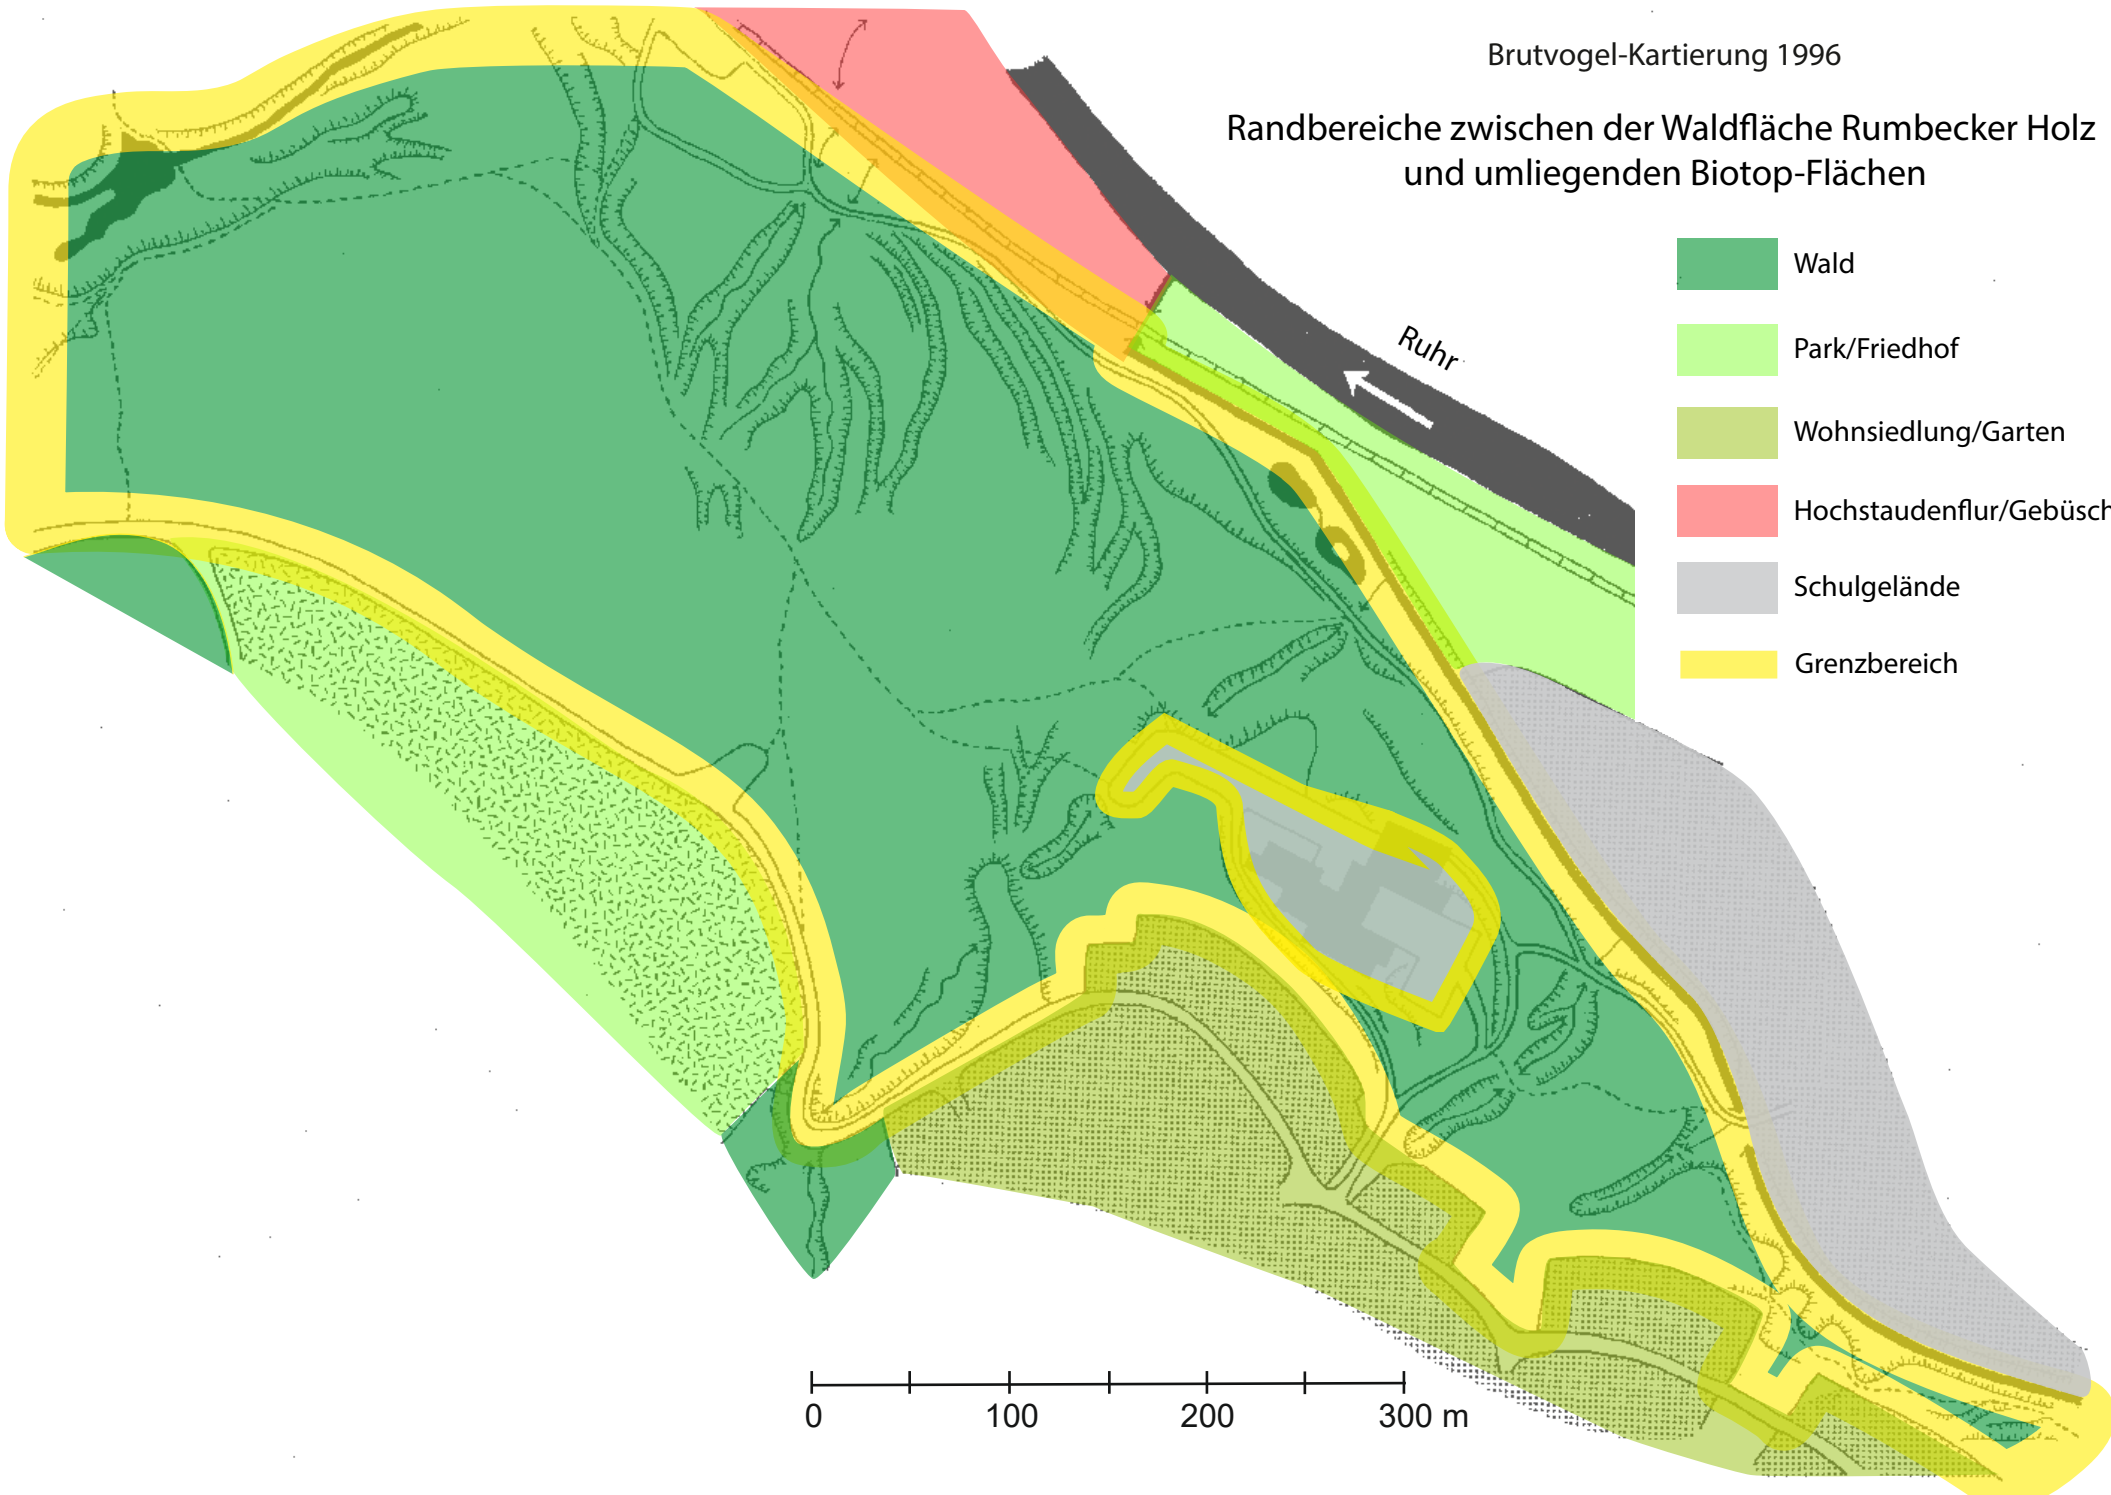 Brutvogel-Kartierung 1996
Randbereiche zwischen der Waldfläche Rumbecker Holz
und umliegenden Biotop-Flächen
Wald
Park/Friedhof
Wohnsiedlung/Garten
Hochstaudenflur/Gebüsch
Schulgelände
Grenzbereich
Ruhr
0 100 200 300 m